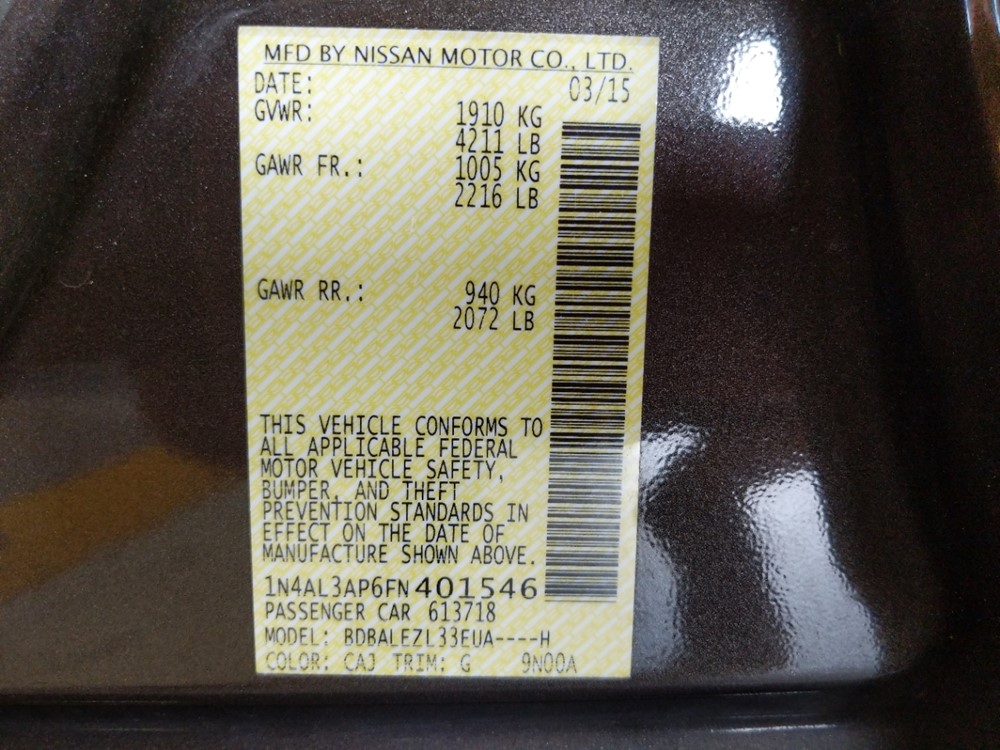 MFD BY NISSAN MOTOR CO., LTD.
DATE: 03/15
GVWR: 1910 KG
4211 LB
GAWR FR.: 1005 KG
2216 LB
GAWR RR.: 940 KG
2072 LB
THIS VEHICLE CONFORMS TO
ALL APPLICABLE FEDERAL
MOTOR VEHICLE SAFETY,
BUMPER, AND THEFT
PREVENTION STANDARDS IN
EFFECT ON THE DATE OF
MANUFACTURE SHOWN ABOVE.
1N4AL3AP6FN401546
PASSENGER CAR 613718
MODEL: BDBALEZL33EUA----H
COLOR: CAJ TRIM: G 9N00A